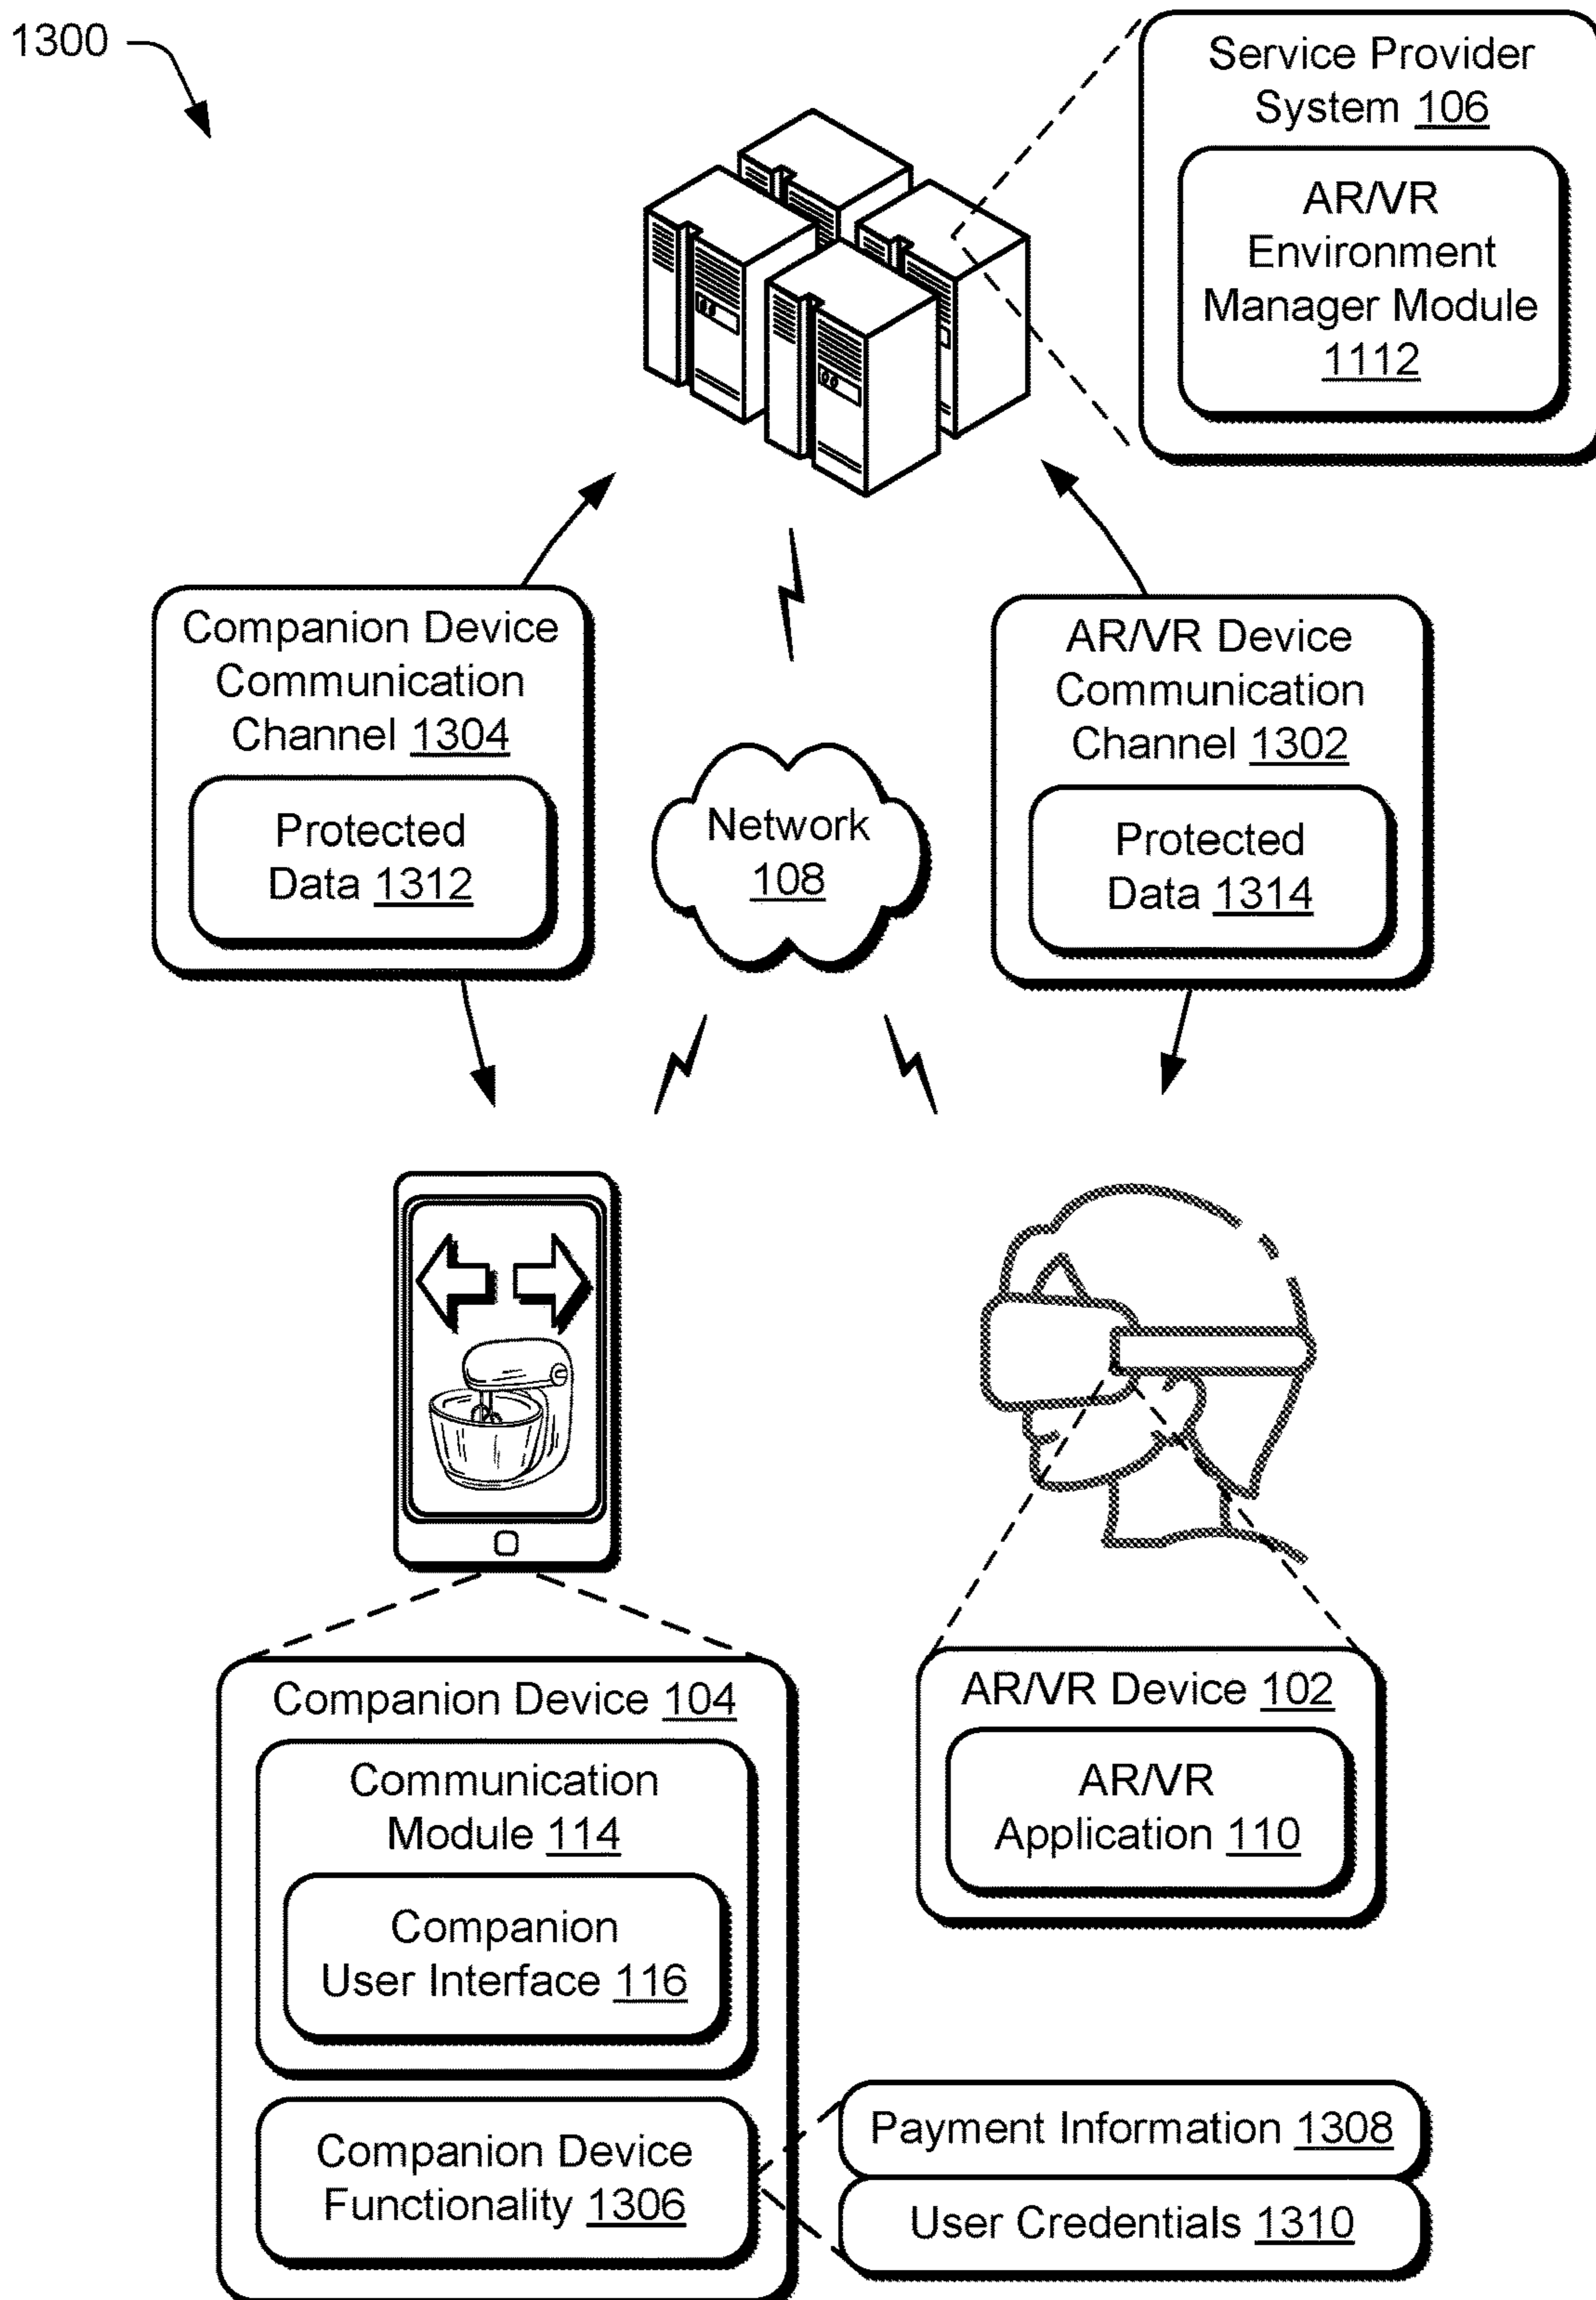 1300
Service Provider
System 106
AR/VR
Environment
Manager Module
1112
Companion Device
Communication
Channel 1304
Protected
Data 1312
Network
108
AR/VR Device
Communication
Channel 1302
Protected
Data 1314
Companion Device 104
Communication
Module 114
Companion
User Interface 116
Companion Device
Functionality 1306
AR/VR Device 102
AR/VR
Application 110
Payment Information 1308
User Credentials 1310